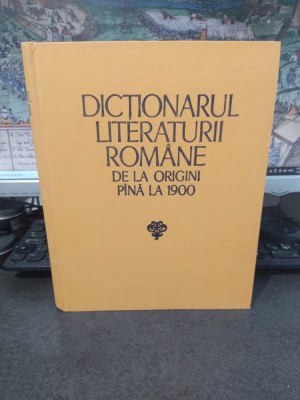 DICȚIONARUL
LITERATURII
ROMÂNE
DE LA ORIGINI
PÎNĂ LA 1900